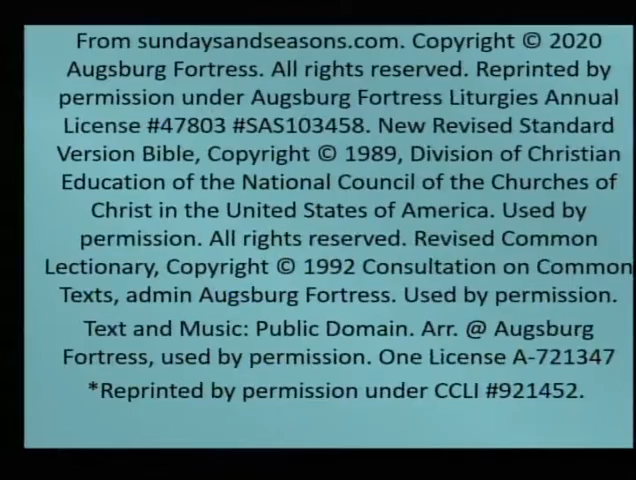 From sundaysandseasons.com. Copyright © 2020
Augsburg Fortress. All rights reserved. Reprinted by
permission under Augsburg Fortress Liturgies Annual
License #47803 #SAS103458. New Revised Standard
Version Bible, Copyright © 1989, Division of Christian
Education of the National Council of the Churches of
Christ in the United States of America. Used by
permission. All rights reserved. Revised Common
Lectionary, Copyright © 1992 Consultation on Common
Texts, admin Augsburg Fortress. Used by permission.
Text and Music: Public Domain. Arr. @ Augsburg
Fortress, used by permission. One License A-721347
*Reprinted by permission under CCLI #921452.